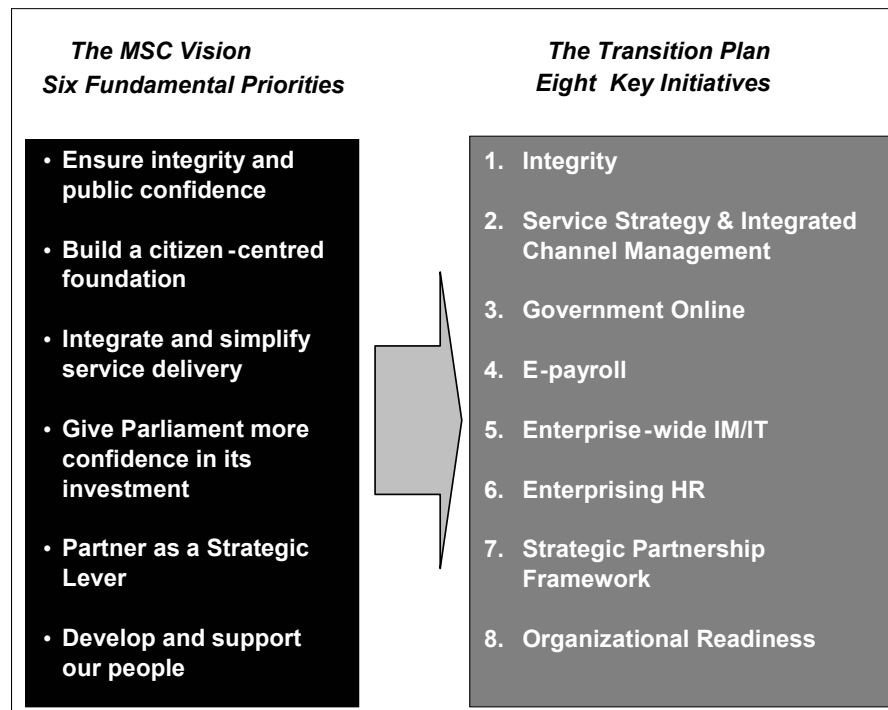 The MSC Vision
Six Fundamental Priorities
• Ensure integrity and
public confidence
• Build a citizen-centred
foundation
• Integrate and simplify
service delivery
• Give Parliament more
confidence in its
investment
• Partner as a Strategic
Lever
• Develop and support
our people
The Transition Plan
Eight Key Initiatives
1. Integrity
2. Service Strategy & Integrated
Channel Management
3. Government Online
4. E-payroll
5. Enterprise-wide IM/IT
6. Enterprising HR
7. Strategic Partnership
Framework
8. Organizational Readiness